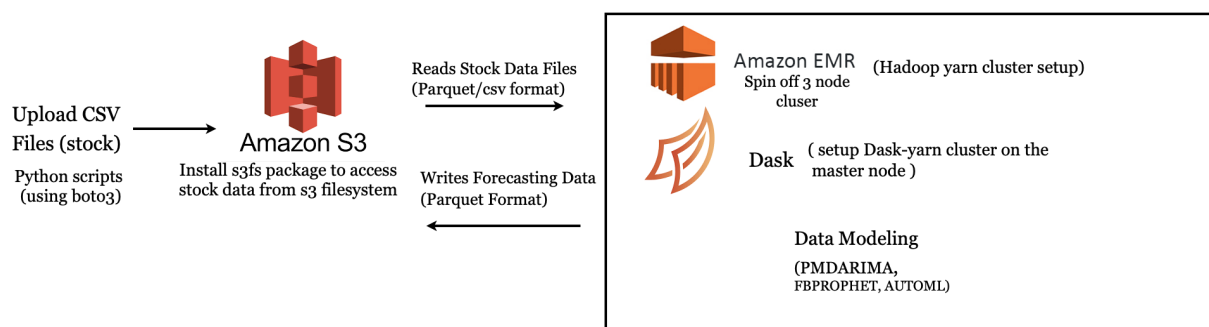 Upload CSV
Files (stock)
Python scripts
(using boto3)
Amazon S3
Install s3fs package to access
stock data from s3 filesystem
Reads Stock Data Files
(Parquet/csv format)
Writes Forecasting Data
(Parquet Format)
Amazon EMR
Spin off 3 node
cluser
(Hadoop yarn cluster setup)
Dask
( setup Dask-yarn cluster on the
master node )
Data Modeling
(PMDARIMA,
FBPROPHET, AUTOML)